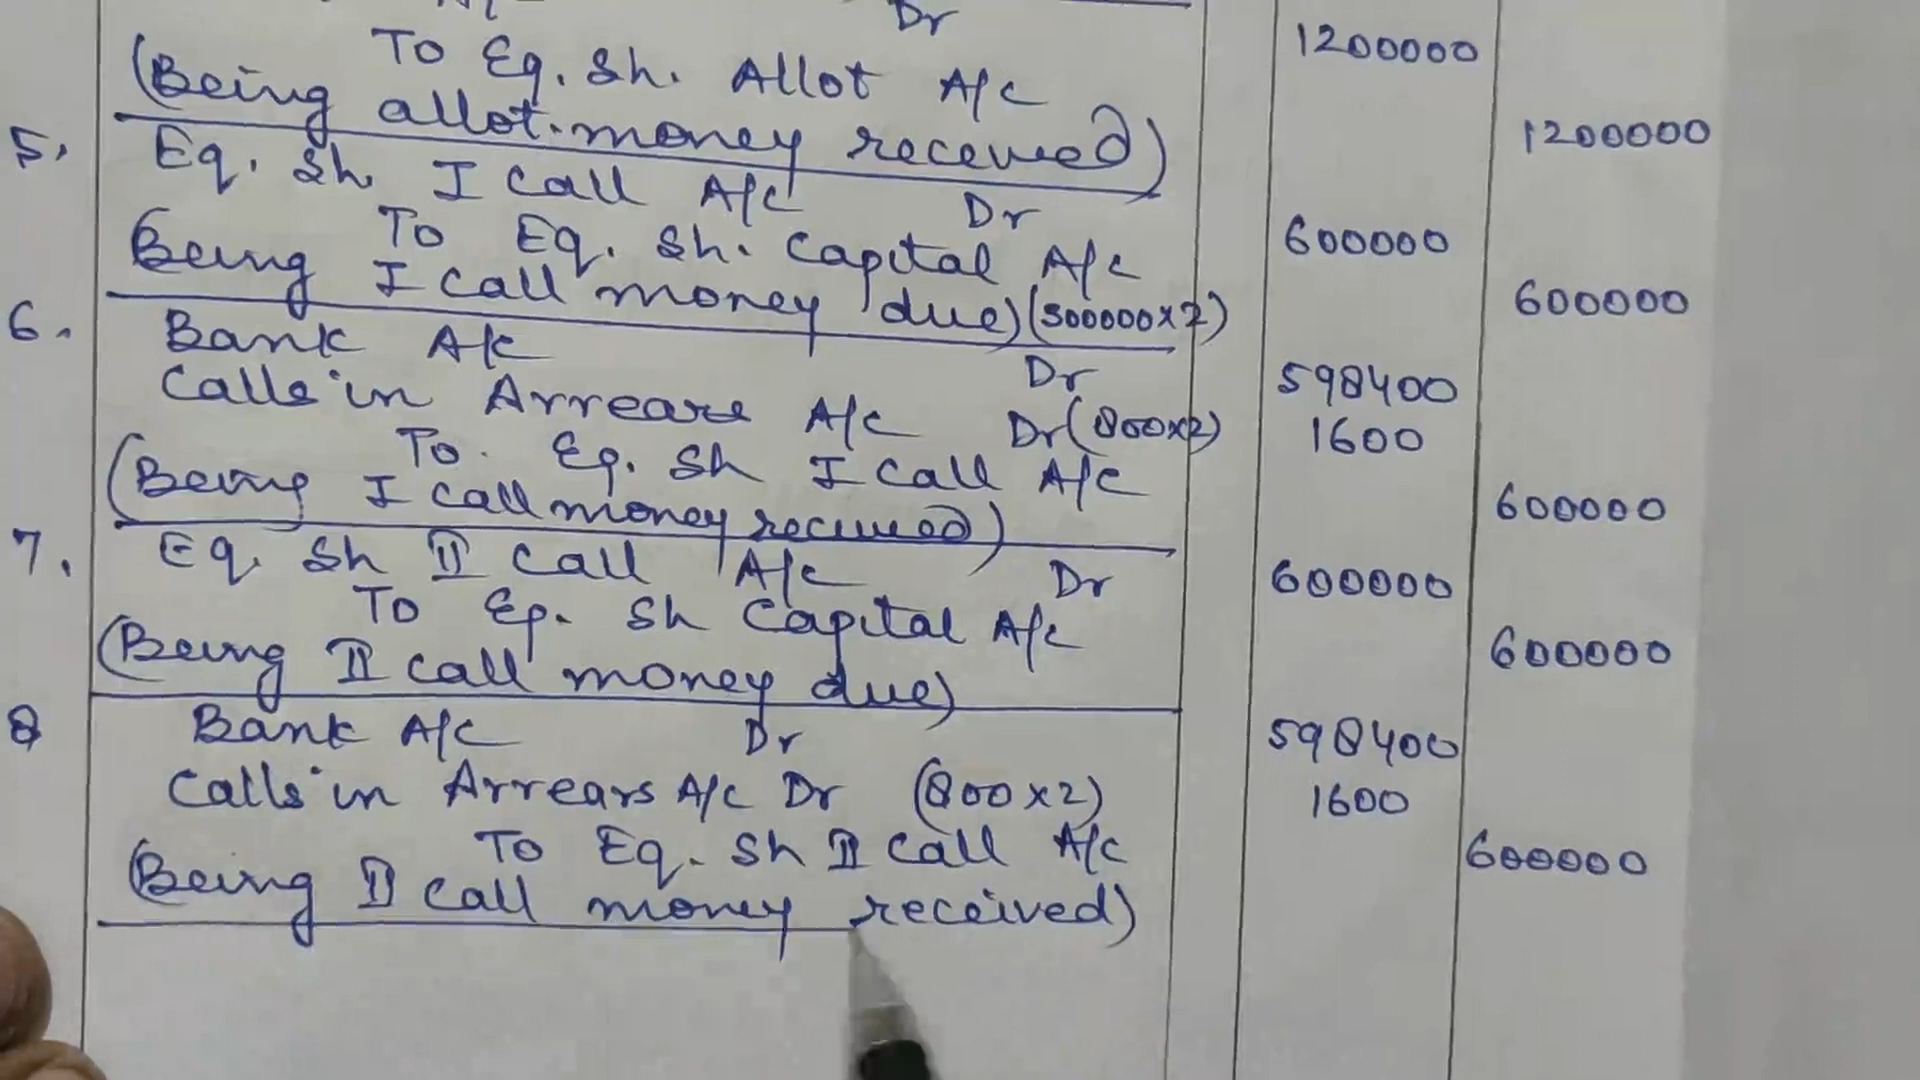 Dr 1200000
To Eq. Sh. Allot A/c 1200000
(Being allot. money received)
5. Eq. Sh. I Call A/c Dr 600000
To Eq. Sh. Capital A/c 600000
Being I Call money due) (300000x2)
6. Bank A/c Dr 598400
Calls in Arrears A/c Dr (800x2) 1600
To. Eq. Sh I Call A/c 600000
(Being I Call money received)
7. Eq. Sh II Call A/c Dr 600000
To Eq. Sh Capital A/c 600000
(Being II Call money due)
8 Bank A/c Dr 598400
Calls in Arrears A/c Dr (800x2) 1600
To Eq. Sh II Call A/c 600000
(Being II Call money received)